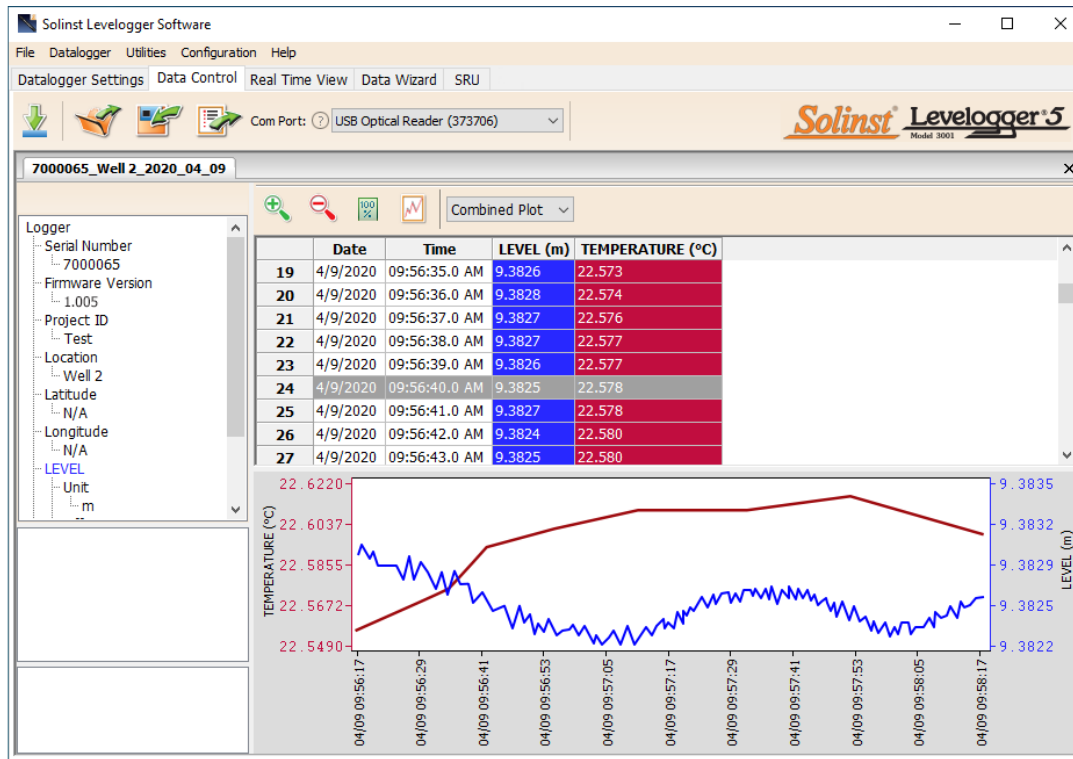 Solinst Levelogger Software
File Datalogger Utilities Configuration Help
Datalogger Settings Data Control Real Time View Data Wizard SRU
Com Port: ? USB Optical Reader (373706)
Solinst Levelogger 5
Model 3001
7000065_Well 2_2020_04_09
100 %
Combined Plot
Logger
Serial Number
7000065
Firmware Version
1.005
Project ID
Test
Location
Well 2
Latitude
N/A
Longitude
N/A
LEVEL
Unit
m
Date Time LEVEL (m) TEMPERATURE (°C)
19 4/9/2020 09:56:35.0 AM 9.3826 22.573
20 4/9/2020 09:56:36.0 AM 9.3828 22.574
21 4/9/2020 09:56:37.0 AM 9.3827 22.576
22 4/9/2020 09:56:38.0 AM 9.3827 22.577
23 4/9/2020 09:56:39.0 AM 9.3826 22.577
24 4/9/2020 09:56:40.0 AM 9.3825 22.578
25 4/9/2020 09:56:41.0 AM 9.3827 22.578
26 4/9/2020 09:56:42.0 AM 9.3824 22.580
27 4/9/2020 09:56:43.0 AM 9.3825 22.580
TEMPERATURE (°C)
22.6220
22.6037
22.5855
22.5672
22.5490
9.3835
9.3832
9.3829
9.3825
9.3822
LEVEL (m)
04/09 09:56:17
04/09 09:56:29
04/09 09:56:41
04/09 09:56:53
04/09 09:57:05
04/09 09:57:17
04/09 09:57:29
04/09 09:57:41
04/09 09:57:53
04/09 09:58:05
04/09 09:58:17